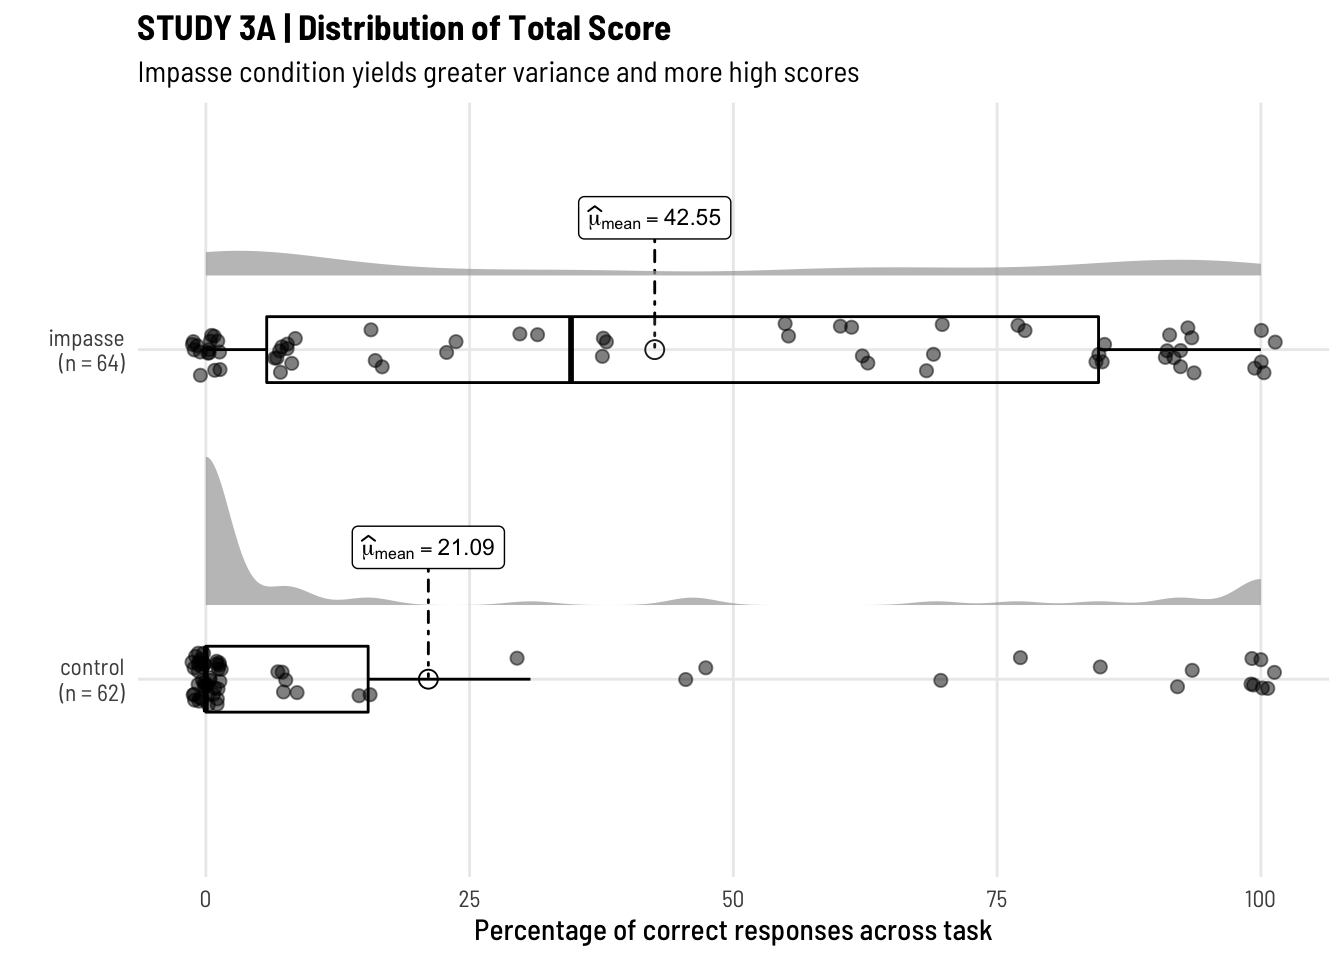 STUDY 3A | Distribution of Total Score
Impasse condition yields greater variance and more high scores
μ̂mean = 42.55
impasse
(n = 64)
μ̂mean = 21.09
control
(n = 62)
0 25 50 75 100
Percentage of correct responses across task